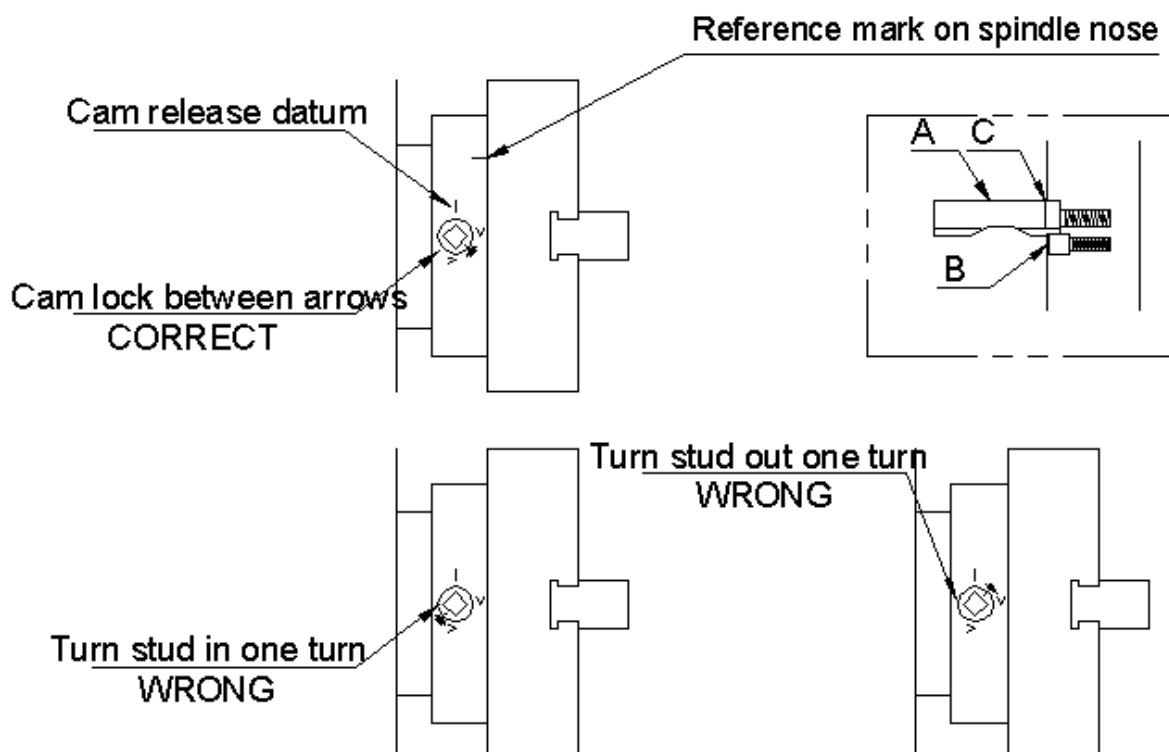 Reference mark on spindle nose
Cam release datum
A C
B
Cam lock between arrows
CORRECT
Turn stud out one turn
WRONG
Turn stud in one turn
WRONG